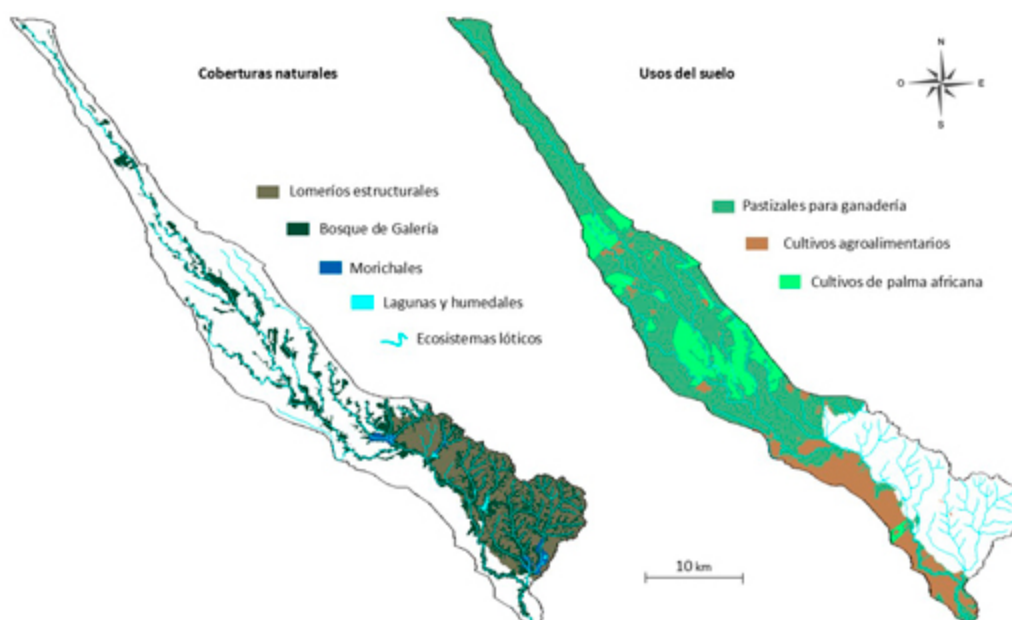 Coberturas naturales
Usos del suelo
N
O
E
S
Lomeríos estructurales
Bosque de Galería
Morichales
Lagunas y humedales
Ecosistemas lóticos
Pastizales para ganadería
Cultivos agroalimentarios
Cultivos de palma africana
10 km